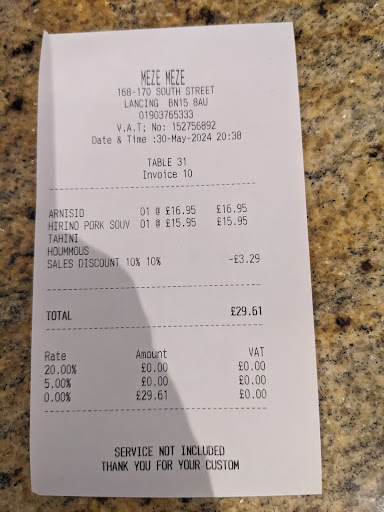 MEZE MEZE
168-170 SOUTH STREET
LANCING BN15 8AU
01903765333
V.A.T; No: 152756892
Date & Time :30-May-2024 20:38
TABLE 31
Invoice 10
ARNISIO 01 @ £16.95 £16.95
HIRINO PORK SOUV 01 @ £15.95 £15.95
TAHINI
HOUMMOUS
SALES DISCOUNT 10% 10% -£3.29
TOTAL £29.61
Rate Amount VAT
20.00% £0.00 £0.00
5.00% £0.00 £0.00
0.00% £29.61 £0.00
SERVICE NOT INCLUDED
THANK YOU FOR YOUR CUSTOM